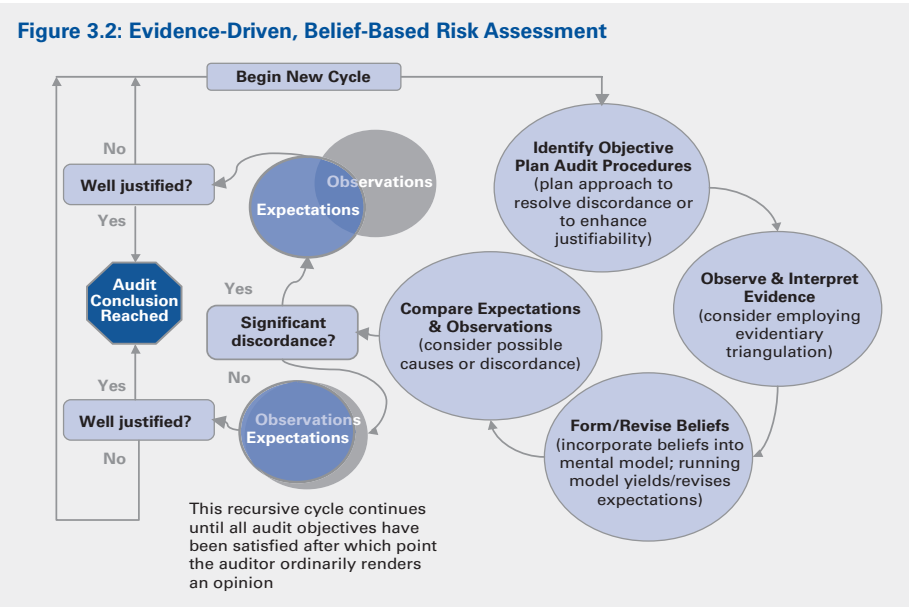 Figure 3.2: Evidence-Driven, Belief-Based Risk Assessment
Begin New Cycle
No
Well justified?
Yes
Audit
Conclusion
Reached
Yes
Well justified?
No
Observations
Expectations
Yes
Significant
discordance?
No
Observations
Expectations
Identify Objective
Plan Audit Procedures
(plan approach to
resolve discordance or
to enhance
justifiability)
Observe & Interpret
Evidence
(consider employing
evidentiary
triangulation)
Form/Revise Beliefs
(incorporate beliefs into
mental model; running
model yields/revises
expectations)
Compare Expectations
& Observations
(consider possible
causes or discordance)
This recursive cycle continues
until all audit objectives have
been satisfied after which point
the auditor ordinarily renders
an opinion